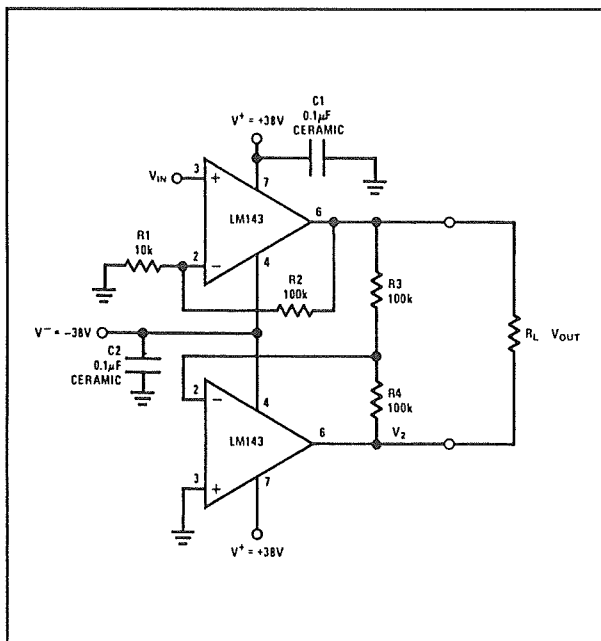 C1
V⁺ = +38V
0.1μF
CERAMIC
7
VIN
3
+
LM143
6
R1
10k
2
−
4
R2
100k
R3
100k
V⁻ = −38V
C2
0.1μF
CERAMIC
RL
VOUT
2
−
4
R4
100k
LM143
6
V2
3
+
7
V⁺ = +38V